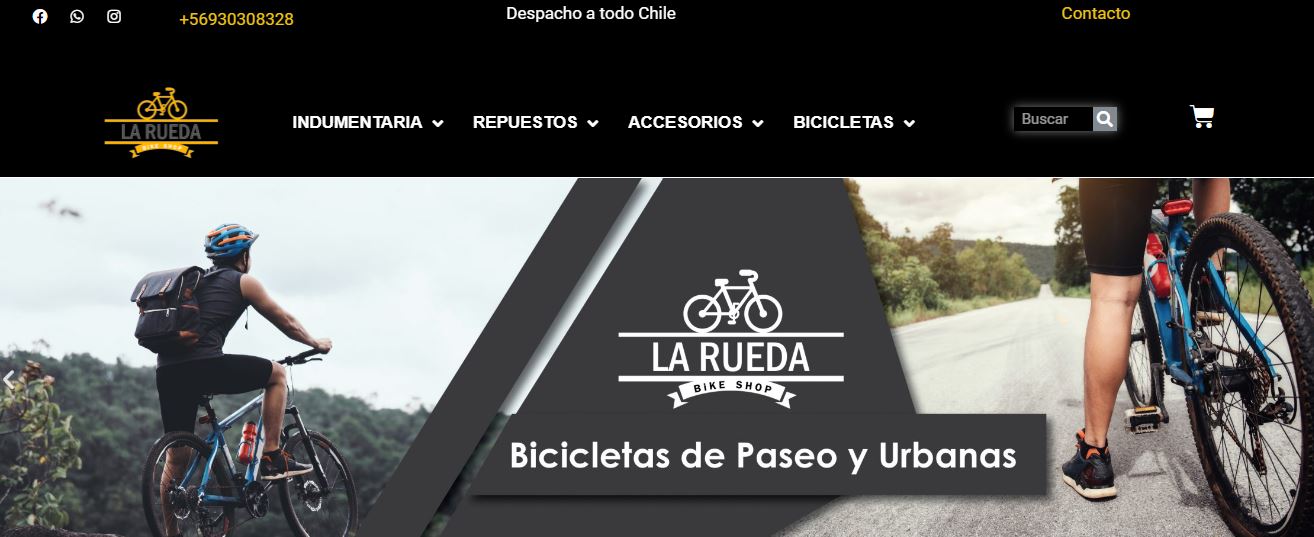 +56930308328
Despacho a todo Chile
Contacto
LA RUEDA
BiKE SHOP
INDUMENTARIA
REPUESTOS
ACCESORIOS
BICICLETAS
Buscar
LA RUEDA
BiKE SHOP
Bicicletas de Paseo y Urbanas